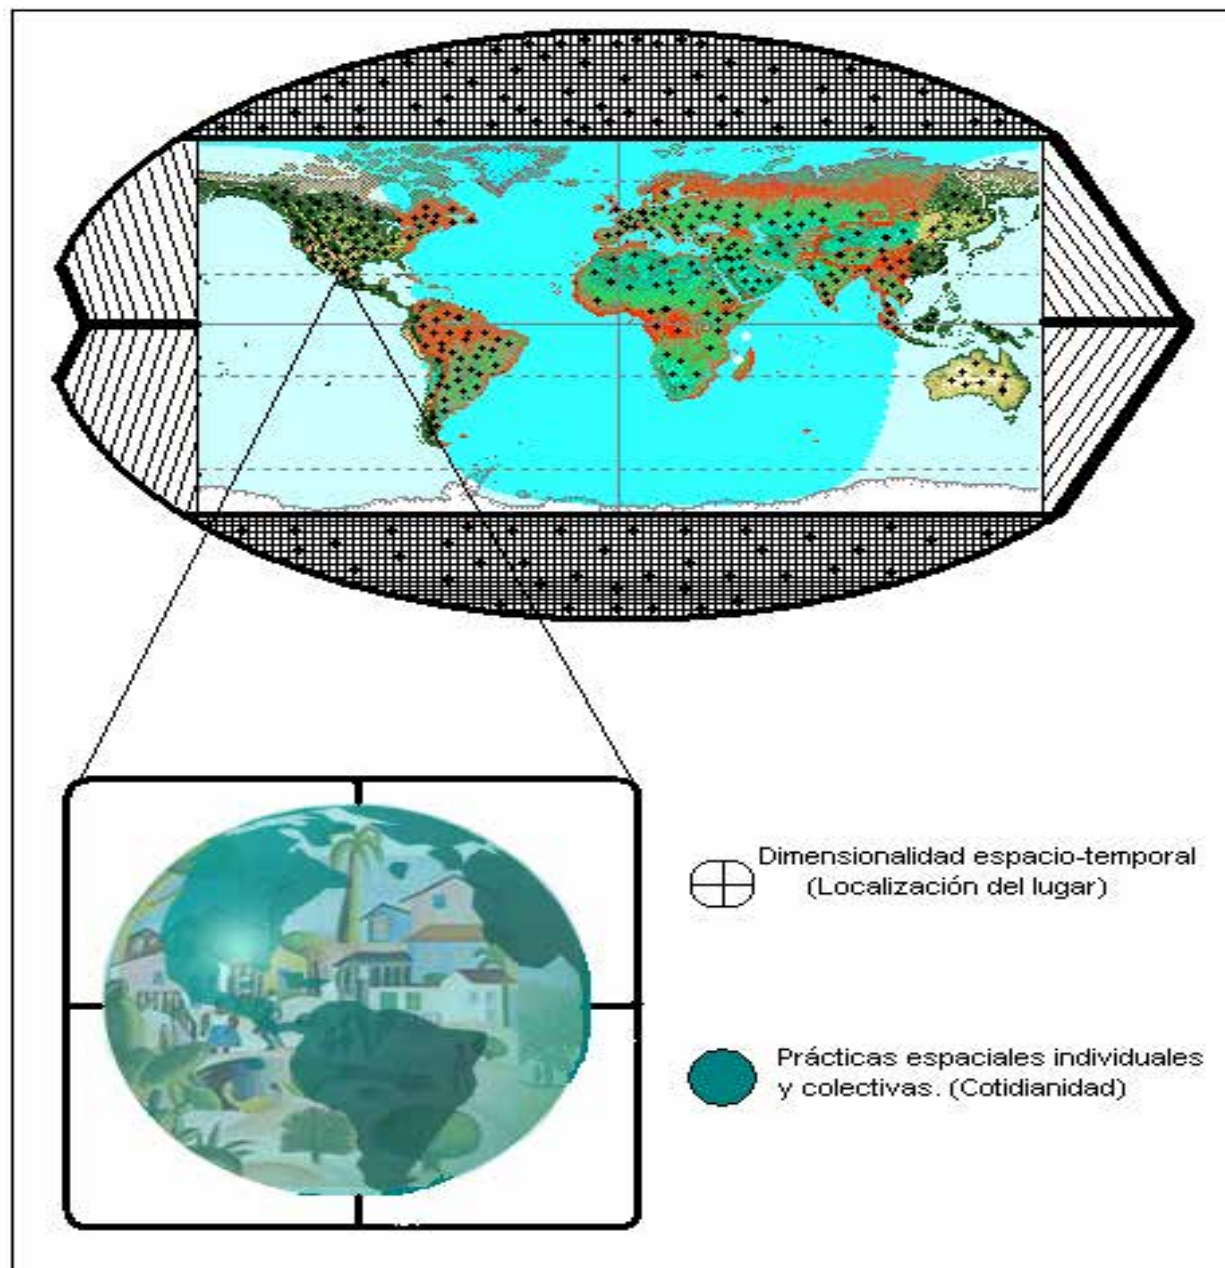 Dimensionalidad espacio-temporal
(Localización del lugar)
Prácticas espaciales individuales
y colectivas. (Cotidianidad)